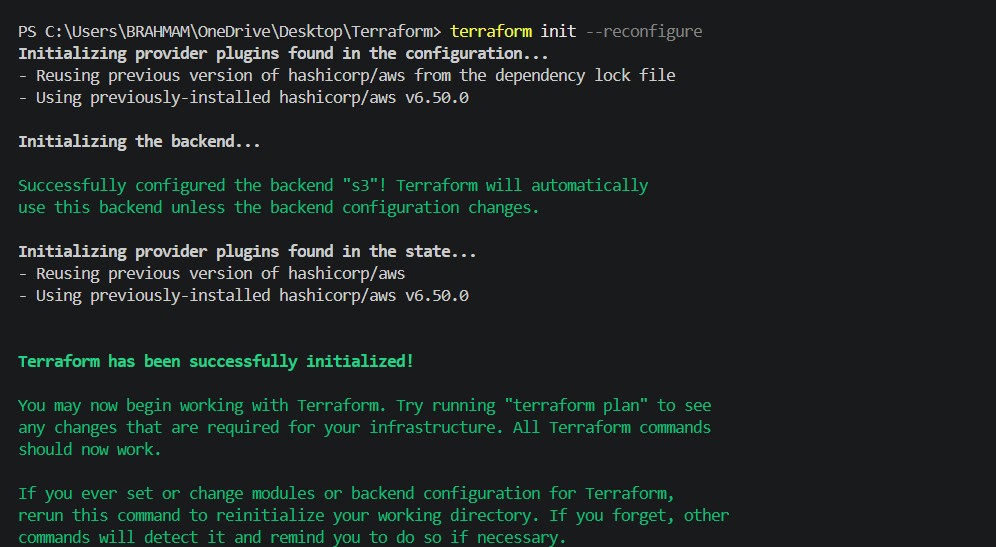 PS C:\Users\BRAHMAM\OneDrive\Desktop\Terraform> terraform init --reconfigure
Initializing provider plugins found in the configuration...
- Reusing previous version of hashicorp/aws from the dependency lock file
- Using previously-installed hashicorp/aws v6.50.0
Initializing the backend...
Successfully configured the backend "s3"! Terraform will automatically
use this backend unless the backend configuration changes.
Initializing provider plugins found in the state...
- Reusing previous version of hashicorp/aws
- Using previously-installed hashicorp/aws v6.50.0
Terraform has been successfully initialized!
You may now begin working with Terraform. Try running "terraform plan" to see
any changes that are required for your infrastructure. All Terraform commands
should now work.
If you ever set or change modules or backend configuration for Terraform,
rerun this command to reinitialize your working directory. If you forget, other
commands will detect it and remind you to do so if necessary.